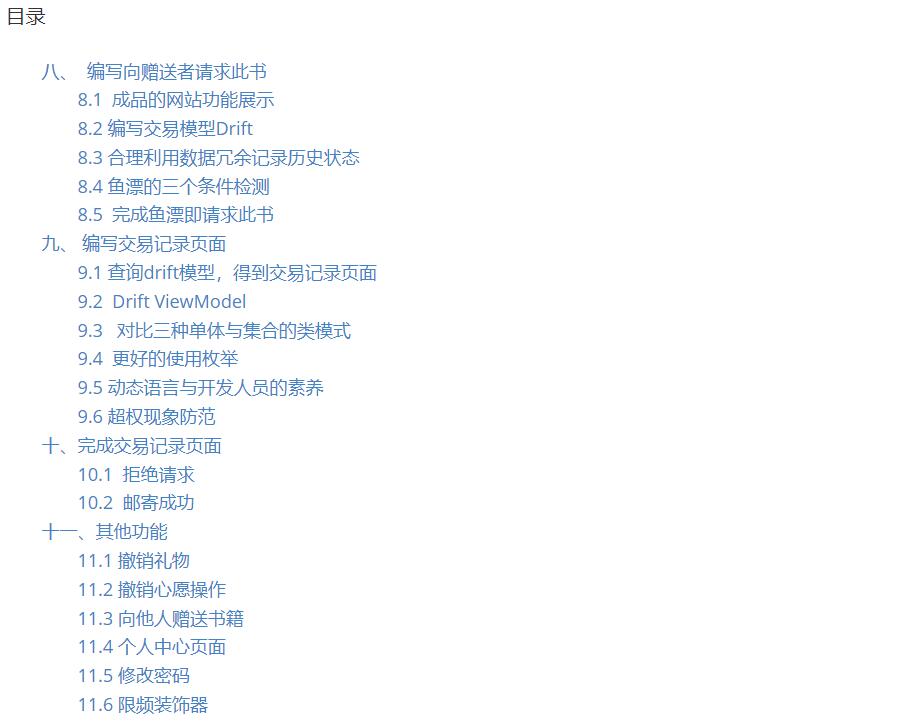 目录
八、  编写向赠送者请求此书
8.1  成品的网站功能展示
8.2 编写交易模型Drift
8.3 合理利用数据冗余记录历史状态
8.4 鱼漂的三个条件检测
8.5  完成鱼漂即请求此书
九、 编写交易记录页面
9.1 查询drift模型，得到交易记录页面
9.2  Drift ViewModel
9.3   对比三种单体与集合的类模式
9.4  更好的使用枚举
9.5 动态语言与开发人员的素养
9.6 超权现象防范
十、完成交易记录页面
10.1  拒绝请求
10.2  邮寄成功
十一、其他功能
11.1 撤销礼物
11.2 撤销心愿操作
11.3 向他人赠送书籍
11.4 个人中心页面
11.5 修改密码
11.6 限频装饰器